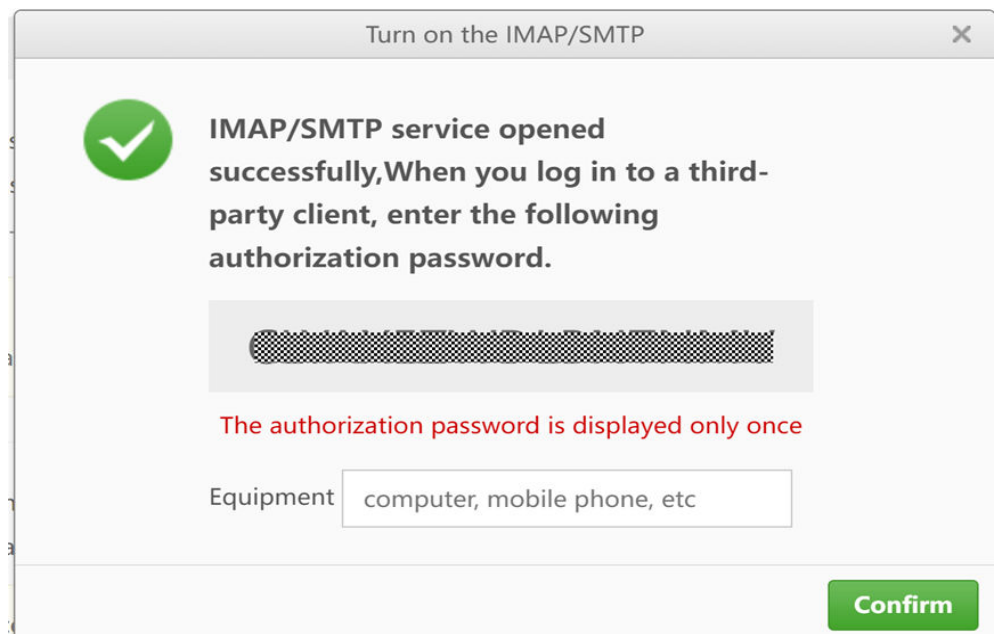 Turn on the IMAP/SMTP
IMAP/SMTP service opened
successfully,When you log in to a third-
party client, enter the following
authorization password.
The authorization password is displayed only once
Equipment
computer, mobile phone, etc
Confirm